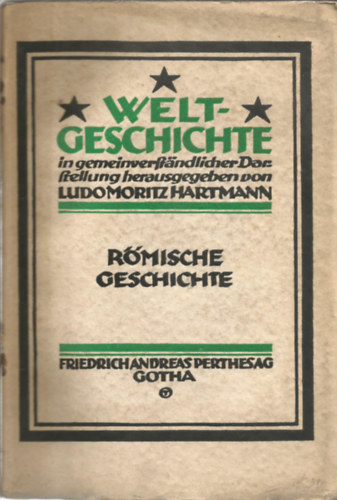 WELT-
GESCHICHTE
in gemeinverständlicher Dar-
stellung herausgegeben von
LUDO MORITZ HARTMANN
RÖMISCHE
GESCHICHTE
FRIEDRICH ANDREAS PERTHES AG
GOTHA